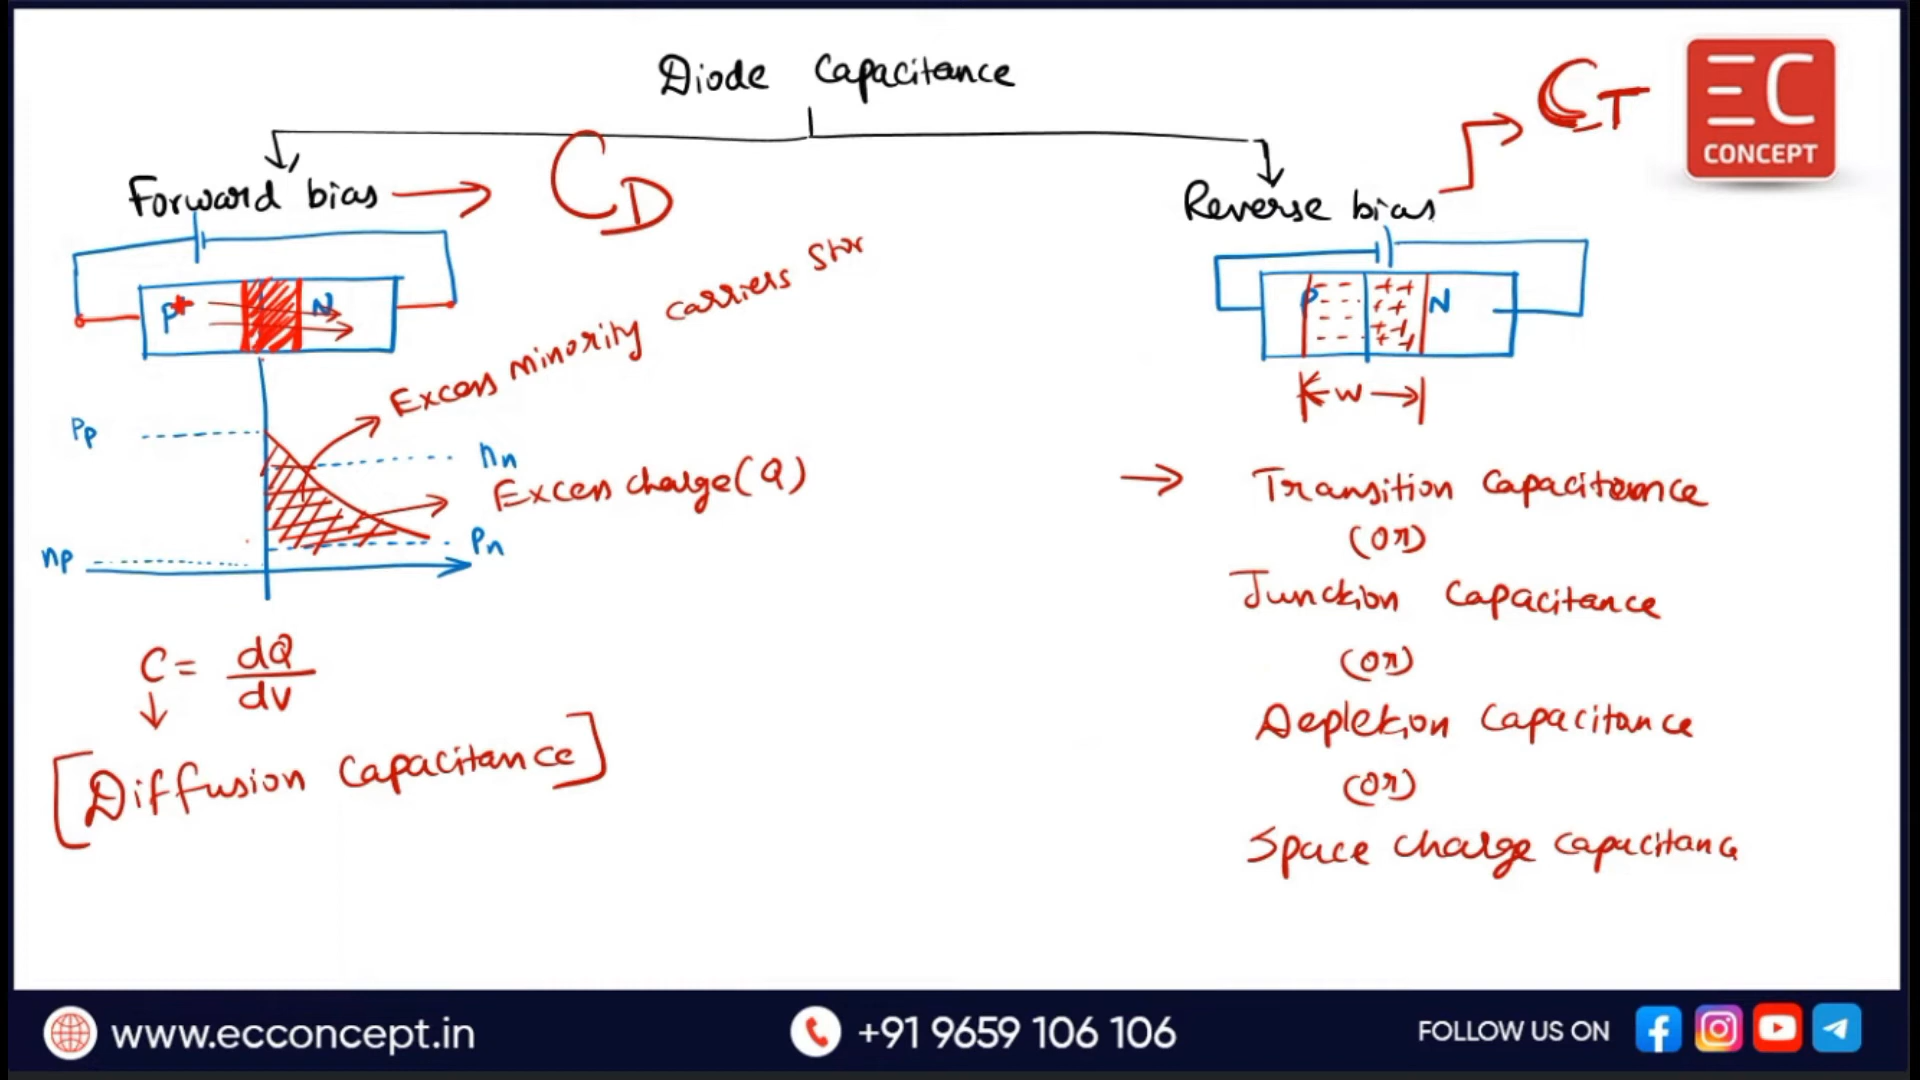 Diode Capacitance
Forward bias → CD
P+ N
Excess minority carriers stor
Pp
nn
Excess charge (Q)
Pn
np
C = dQ/dv
[Diffusion Capacitance]
Reverse bias
CT
P - - - - - - + + + + + + N
w
→ Transition Capacitance
(or)
Junction Capacitance
(or)
Depletion Capacitance
(or)
Space charge capacitanc
EC
CONCEPT
www.ecconcept.in
+91 9659 106 106
FOLLOW US ON